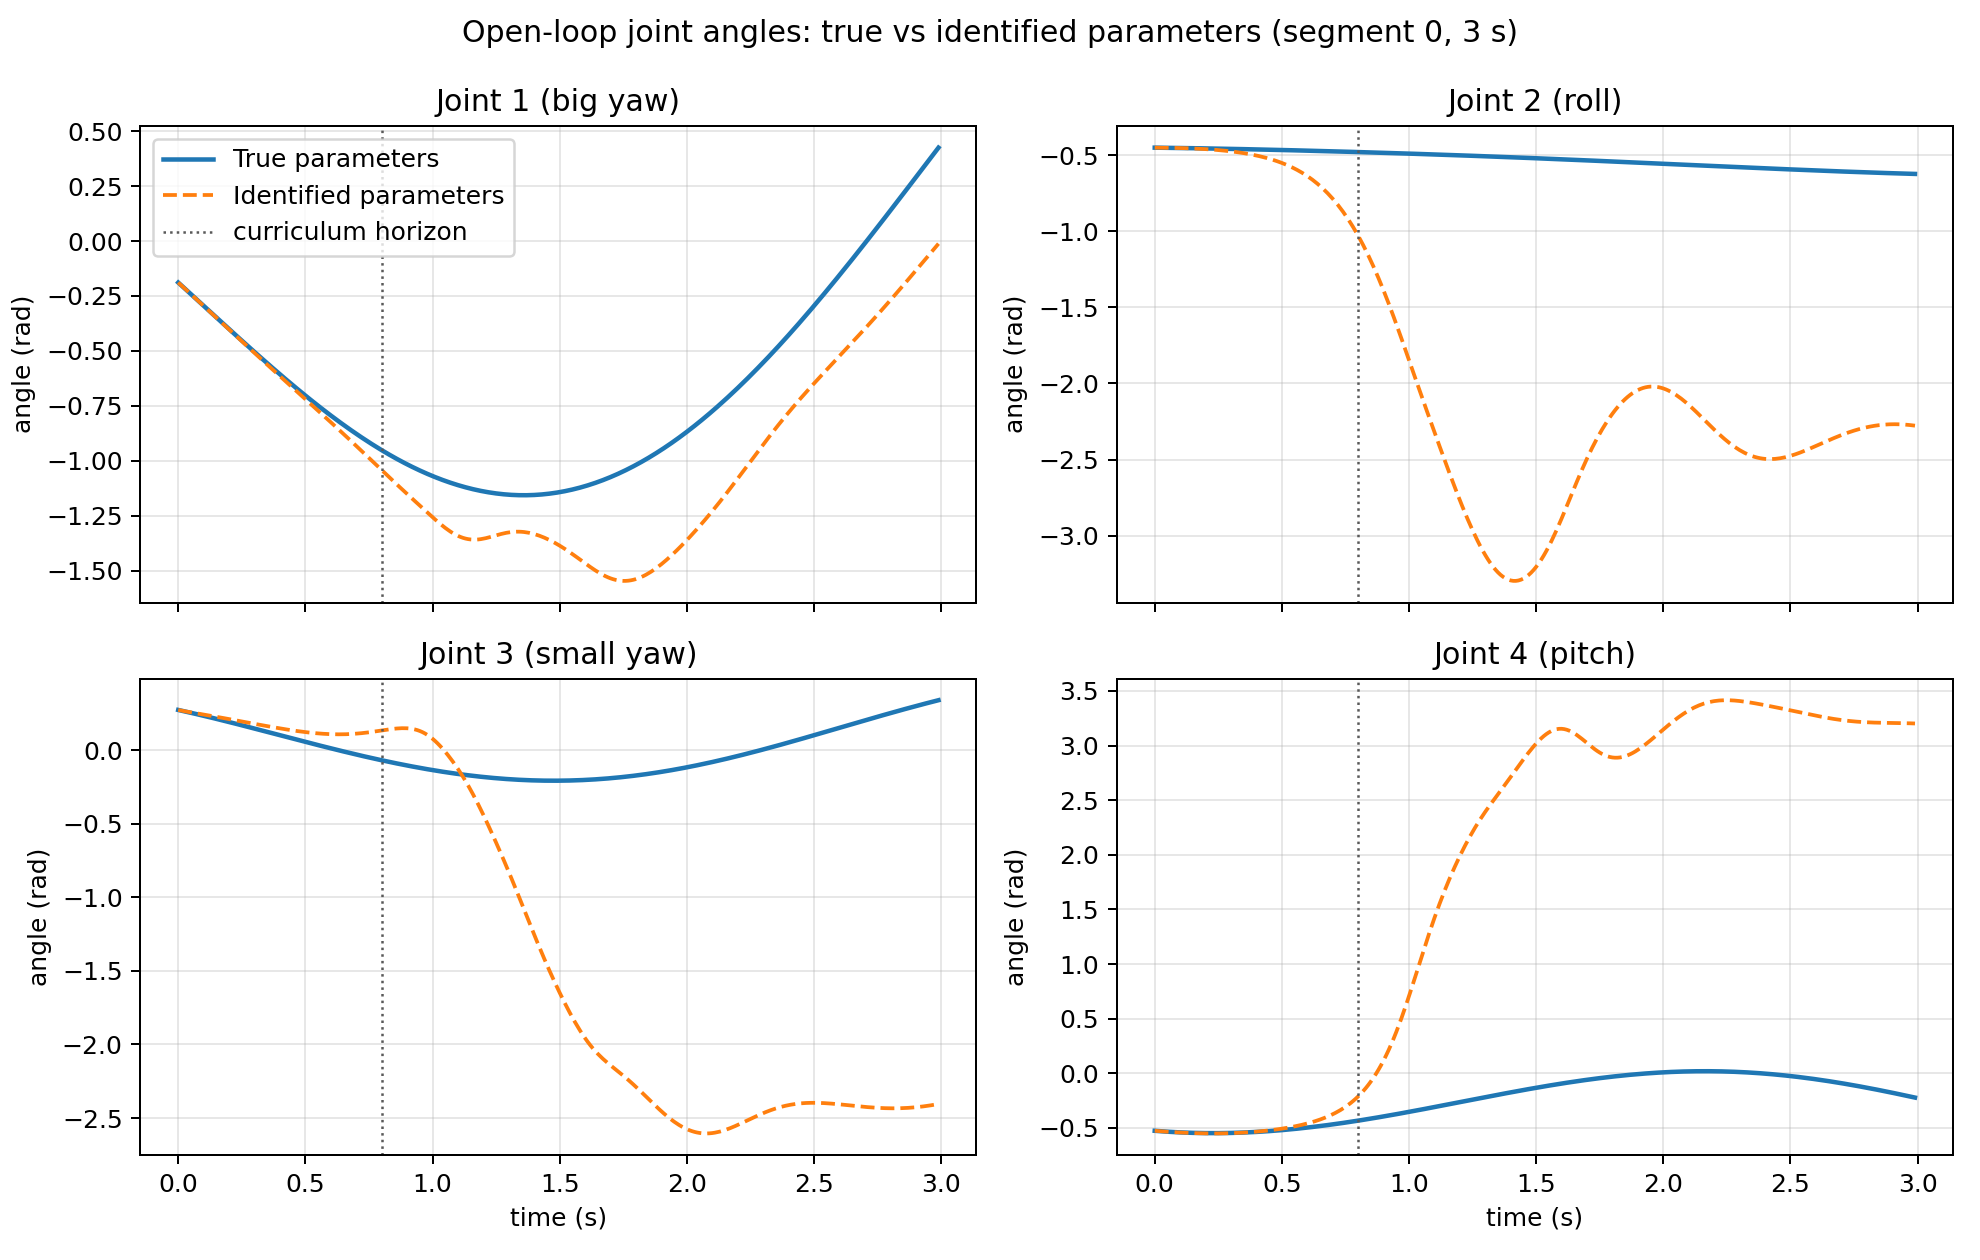 Open-loop joint angles: true vs identified parameters (segment 0, 3 s)
Joint 1 (big yaw)
0.50
0.25
0.00
−0.25
−0.50
−0.75
−1.00
−1.25
−1.50
angle (rad)
True parameters
Identified parameters
curriculum horizon
Joint 2 (roll)
−0.5
−1.0
−1.5
−2.0
−2.5
−3.0
angle (rad)
Joint 3 (small yaw)
0.0
−0.5
−1.0
−1.5
−2.0
−2.5
angle (rad)
0.0 0.5 1.0 1.5 2.0 2.5 3.0
time (s)
Joint 4 (pitch)
3.5
3.0
2.5
2.0
1.5
1.0
0.5
0.0
−0.5
angle (rad)
0.0 0.5 1.0 1.5 2.0 2.5 3.0
time (s)